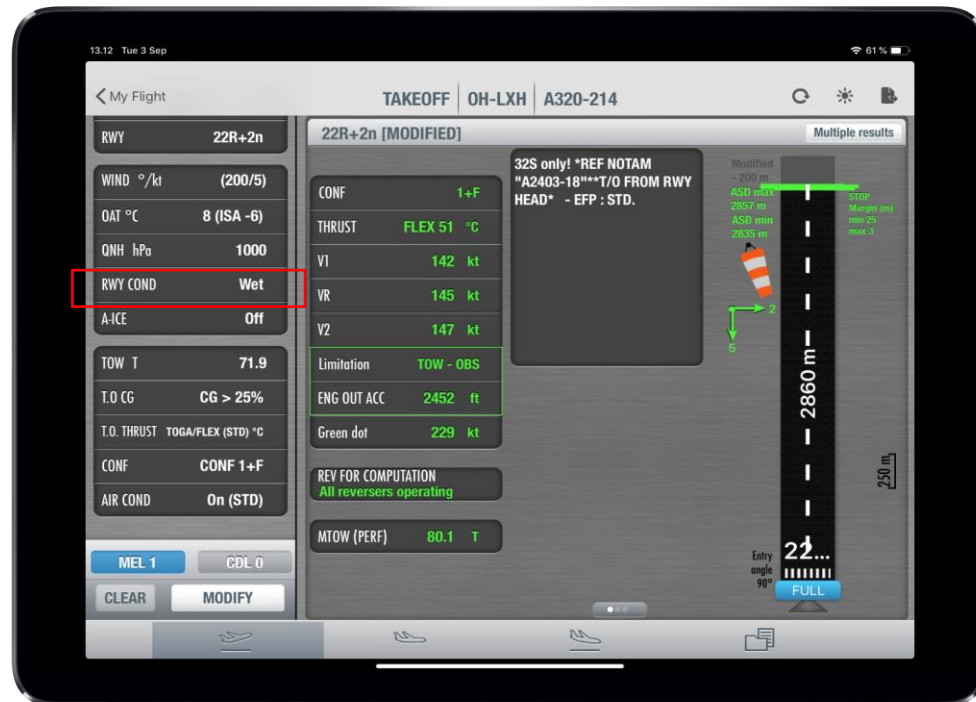 13.12 Tue 3 Sep
61 %
My Flight
TAKEOFF OH-LXH A320-214
RWY 22R+2n
WIND °/kt (200/5)
OAT °C 8 (ISA -6)
QNH hPa 1000
RWY COND Wet
A-ICE Off
TOW T 71.9
T.O CG CG > 25%
T.O. THRUST TOGA/FLEX (STD) °C
CONF CONF 1+F
AIR COND On (STD)
MEL 1 CDL 0
CLEAR MODIFY
22R+2n [MODIFIED]
Multiple results
CONF 1+F
THRUST FLEX 51 °C
V1 142 kt
VR 145 kt
V2 147 kt
Limitation TOW - OBS
ENG OUT ACC 2452 ft
Green dot 229 kt
REV FOR COMPUTATION
All reversers operating
MTOW (PERF) 80.1 T
32S only! *REF NOTAM
"A2403-18"**T/O FROM RWY
HEAD* - EFP : STD.
Modified
- 200 m
ASD max
2857 m
ASD min
2835 m
STOP
Margin (m)
min 25
max 3
2
5
2860 m
250 m
Entry
angle
90°
22...
FULL